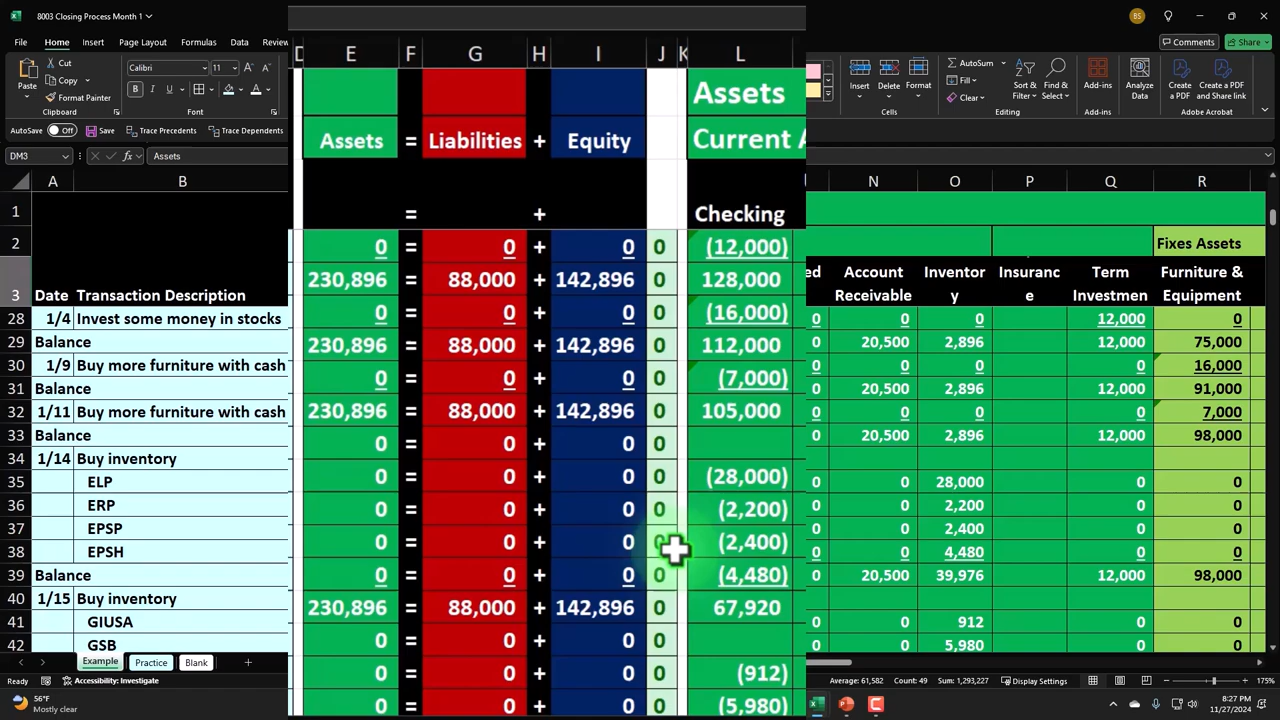 8003 Closing Process Month 1
BS
File Home Insert Page Layout Formulas Data Review
Comments Share
Paste
Cut
Copy
Format Painter
Clipboard
Calibri 11
B I U
Font
AutoSum
Fill
Clear
Insert Delete Format
Cells
Sort & Filter
Find & Select
Editing
Add-ins
Add-ins
Analyze Data
Create a PDF
Create a PDF and Share link
Adobe Acrobat
AutoSave Off Save Trace Precedents Trace Dependents
DM3 fx Assets
A B D E F G H I J K L N O P Q R
Assets
Assets = Liabilities + Equity Current A
Fixes Assets
= + Checking
Date Transaction Description
ed Account Receivable Inventor y Insuranc e Term Investmen Furniture & Equipment
1
2
3
28 1/4 Invest some money in stocks
29 Balance
30 1/9 Buy more furniture with cash
31 Balance
32 1/11 Buy more furniture with cash
33 Balance
34 1/14 Buy inventory
35 ELP
36 ERP
37 EPSP
38 EPSH
39 Balance
40 1/15 Buy inventory
41 GIUSA
42 GSB
0 = 0 + 0 0 (12,000)
230,896 = 88,000 + 142,896 0 128,000
0 = 0 + 0 0 (16,000)
230,896 = 88,000 + 142,896 0 112,000
0 = 0 + 0 0 (7,000)
230,896 = 88,000 + 142,896 0 105,000
0 = 0 + 0 0
0 = 0 + 0 0 (28,000)
0 = 0 + 0 0 (2,200)
0 = 0 + 0 0 (2,400)
0 = 0 + 0 0 (4,480)
230,896 = 88,000 + 142,896 0 67,920
0 = 0 + 0 0
0 = 0 + 0 0 (912)
0 = 0 + 0 0 (5,980)
0 0 0 12,000 0
0 20,500 2,896 12,000 75,000
0 0 0 0 16,000
0 20,500 2,896 12,000 91,000
0 0 0 0 7,000
0 20,500 2,896 12,000 98,000
0 28,000 0 0
0 2,200 0 0
0 2,400 0 0
0 0 4,480 0 0
0 20,500 39,976 12,000 98,000
0 912 0 0
0 5,980 0 0
Example Practice Blank +
Ready Accessibility: Investigate
Average: 61,582 Count: 49 Sum: 1,293,227 Display Settings 175%
56°F
Mostly clear
8:27 PM
11/27/2024